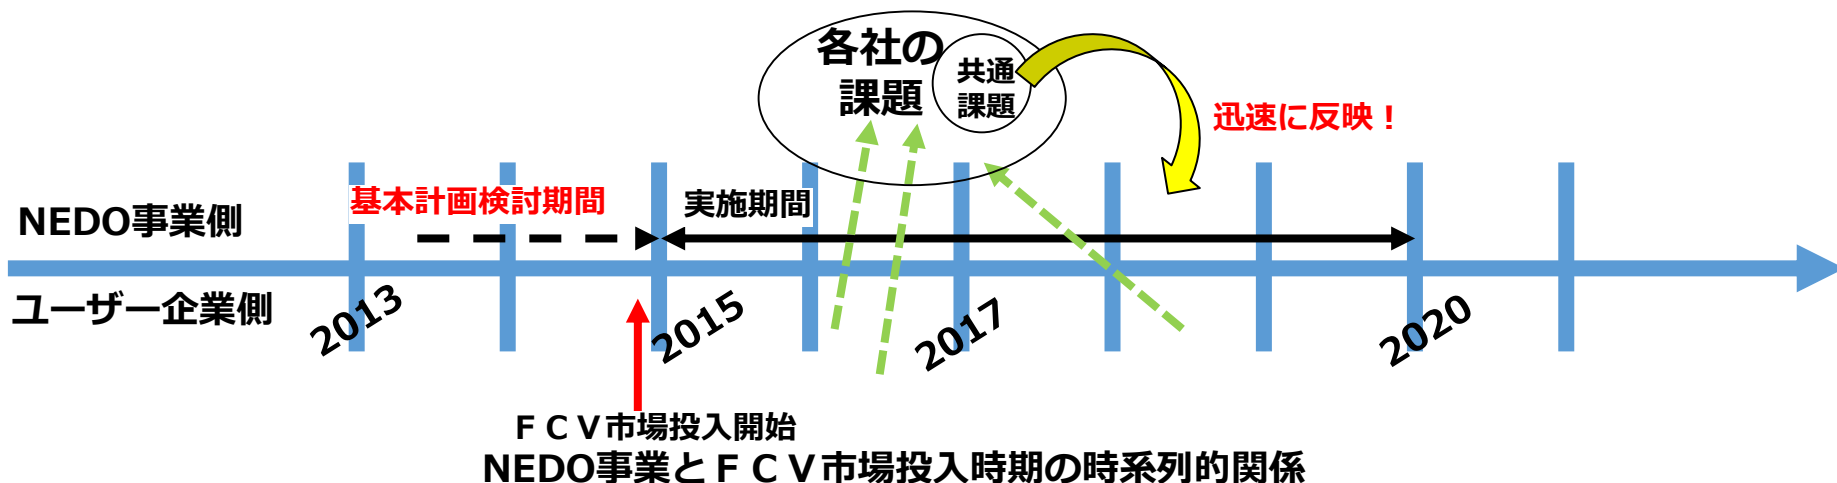 各社の
課題
共通
課題
迅速に反映！
基本計画検討期間
実施期間
NEDO事業側
ユーザー企業側
2013
2015
2017
2020
ＦＣＶ市場投入開始
NEDO事業とＦＣＶ市場投入時期の時系列的関係